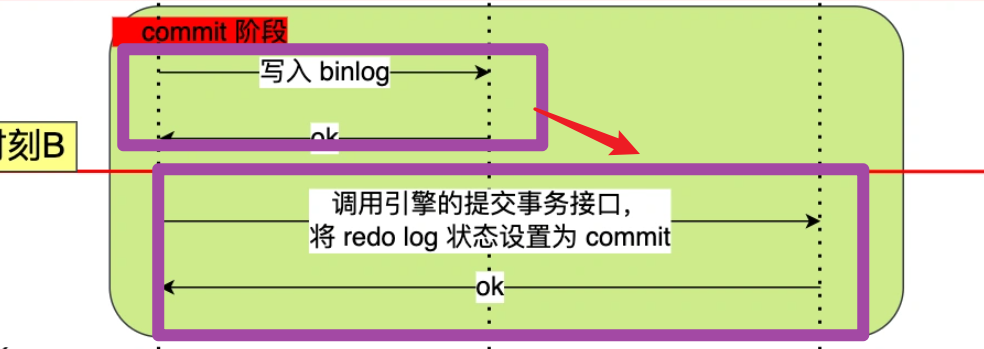 commit 阶段
写入 binlog
ok
时刻B
调用引擎的提交事务接口，
将 redo log 状态设置为 commit
ok